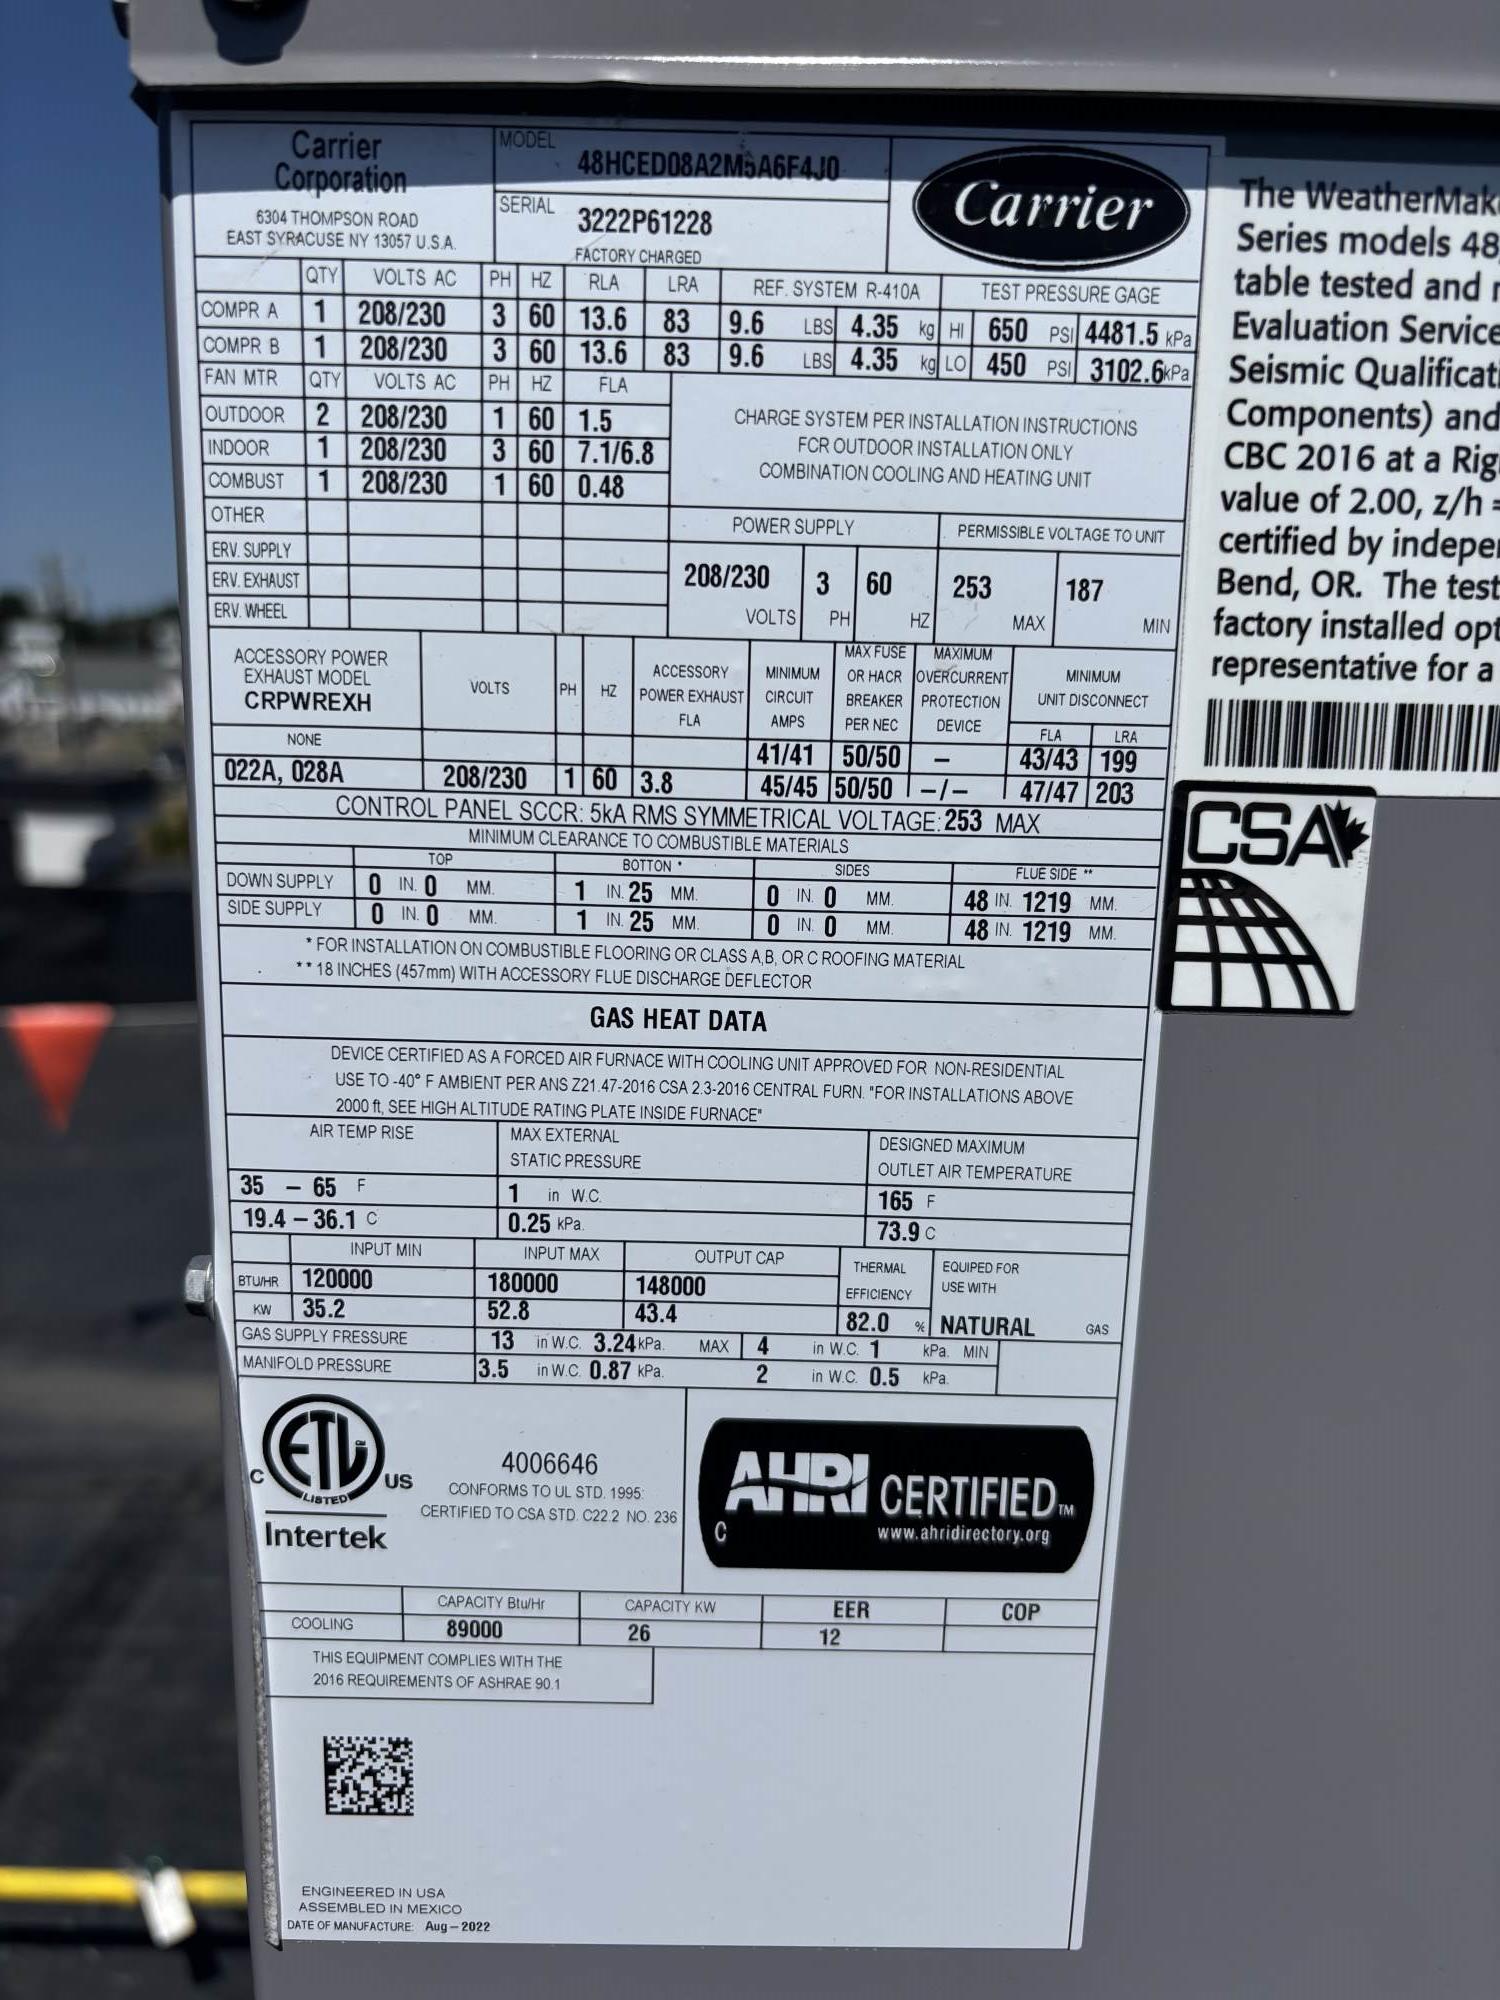 Carrier
Corporation
6304 THOMPSON ROAD
EAST SYRACUSE NY 13057 U.S.A.
MODEL
48HCED08A2M5A6F4J0
SERIAL
3222P61228
FACTORY CHARGED
Carrier
QTY VOLTS AC PH HZ RLA LRA REF. SYSTEM R-410A TEST PRESSURE GAGE
COMPR A 1 208/230 3 60 13.6 83 9.6 LBS 4.35 kg HI 650 PSI 4481.5 kPa
COMPR B 1 208/230 3 60 13.6 83 9.6 LBS 4.35 kg LO 450 PSI 3102.6 kPa
FAN MTR QTY VOLTS AC PH HZ FLA
OUTDOOR 2 208/230 1 60 1.5
INDOOR 1 208/230 3 60 7.1/6.8
COMBUST 1 208/230 1 60 0.48
OTHER
ERV. SUPPLY
ERV. EXHAUST
ERV. WHEEL
CHARGE SYSTEM PER INSTALLATION INSTRUCTIONS
FCR OUTDOOR INSTALLATION ONLY
COMBINATION COOLING AND HEATING UNIT
POWER SUPPLY PERMISSIBLE VOLTAGE TO UNIT
208/230 VOLTS 3 PH 60 HZ 253 MAX 187 MIN
ACCESSORY POWER
EXHAUST MODEL
CRPWREXH
VOLTS PH HZ
ACCESSORY
POWER EXHAUST
FLA
MINIMUM
CIRCUIT
AMPS
MAX FUSE
OR HACR
BREAKER
PER NEC
MAXIMUM
OVERCURRENT
PROTECTION
DEVICE
MINIMUM
UNIT DISCONNECT
FLA LRA
NONE 41/41 50/50 – 43/43 199
022A, 028A 208/230 1 60 3.8 45/45 50/50 –/– 47/47 203
CONTROL PANEL SCCR: 5kA RMS SYMMETRICAL VOLTAGE: 253 MAX
MINIMUM CLEARANCE TO COMBUSTIBLE MATERIALS
TOP BOTTON * SIDES FLUE SIDE **
DOWN SUPPLY 0 IN. 0 MM. 1 IN. 25 MM. 0 IN. 0 MM. 48 IN. 1219 MM.
SIDE SUPPLY 0 IN. 0 MM. 1 IN. 25 MM. 0 IN. 0 MM. 48 IN. 1219 MM.
* FOR INSTALLATION ON COMBUSTIBLE FLOORING OR CLASS A,B, OR C ROOFING MATERIAL
** 18 INCHES (457mm) WITH ACCESSORY FLUE DISCHARGE DEFLECTOR
GAS HEAT DATA
DEVICE CERTIFIED AS A FORCED AIR FURNACE WITH COOLING UNIT APPROVED FOR NON-RESIDENTIAL
USE TO -40° F AMBIENT PER ANS Z21.47-2016 CSA 2.3-2016 CENTRAL FURN. "FOR INSTALLATIONS ABOVE
2000 ft, SEE HIGH ALTITUDE RATING PLATE INSIDE FURNACE"
AIR TEMP RISE
35 – 65 F
19.4 – 36.1 C
MAX EXTERNAL
STATIC PRESSURE
1 in W.C.
0.25 kPa.
DESIGNED MAXIMUM
OUTLET AIR TEMPERATURE
165 F
73.9 C
INPUT MIN INPUT MAX OUTPUT CAP
BTU/HR 120000 180000 148000
KW 35.2 52.8 43.4
THERMAL
EFFICIENCY
82.0 %
EQUIPED FOR
USE WITH
NATURAL GAS
GAS SUPPLY PRESSURE 13 in W.C. 3.24 kPa. MAX 4 in W.C. 1 kPa. MIN
MANIFOLD PRESSURE 3.5 in W.C. 0.87 kPa. 2 in W.C. 0.5 kPa.
C ETL US
LISTED
Intertek
4006646
CONFORMS TO UL STD. 1995:
CERTIFIED TO CSA STD. C22.2 NO. 236
C AHRI CERTIFIED TM
www.ahridirectory.org
CAPACITY Btu/Hr CAPACITY KW EER COP
COOLING 89000 26 12
THIS EQUIPMENT COMPLIES WITH THE
2016 REQUIREMENTS OF ASHRAE 90.1
ENGINEERED IN USA
ASSEMBLED IN MEXICO
DATE OF MANUFACTURE: Aug – 2022
The WeatherMak
Series models 48
table tested and
Evaluation Service
Seismic Qualificati
Components) and
CBC 2016 at a Rig
value of 2.00, z/h =
certified by indepe
Bend, OR. The test
factory installed opt
representative for a
CSA